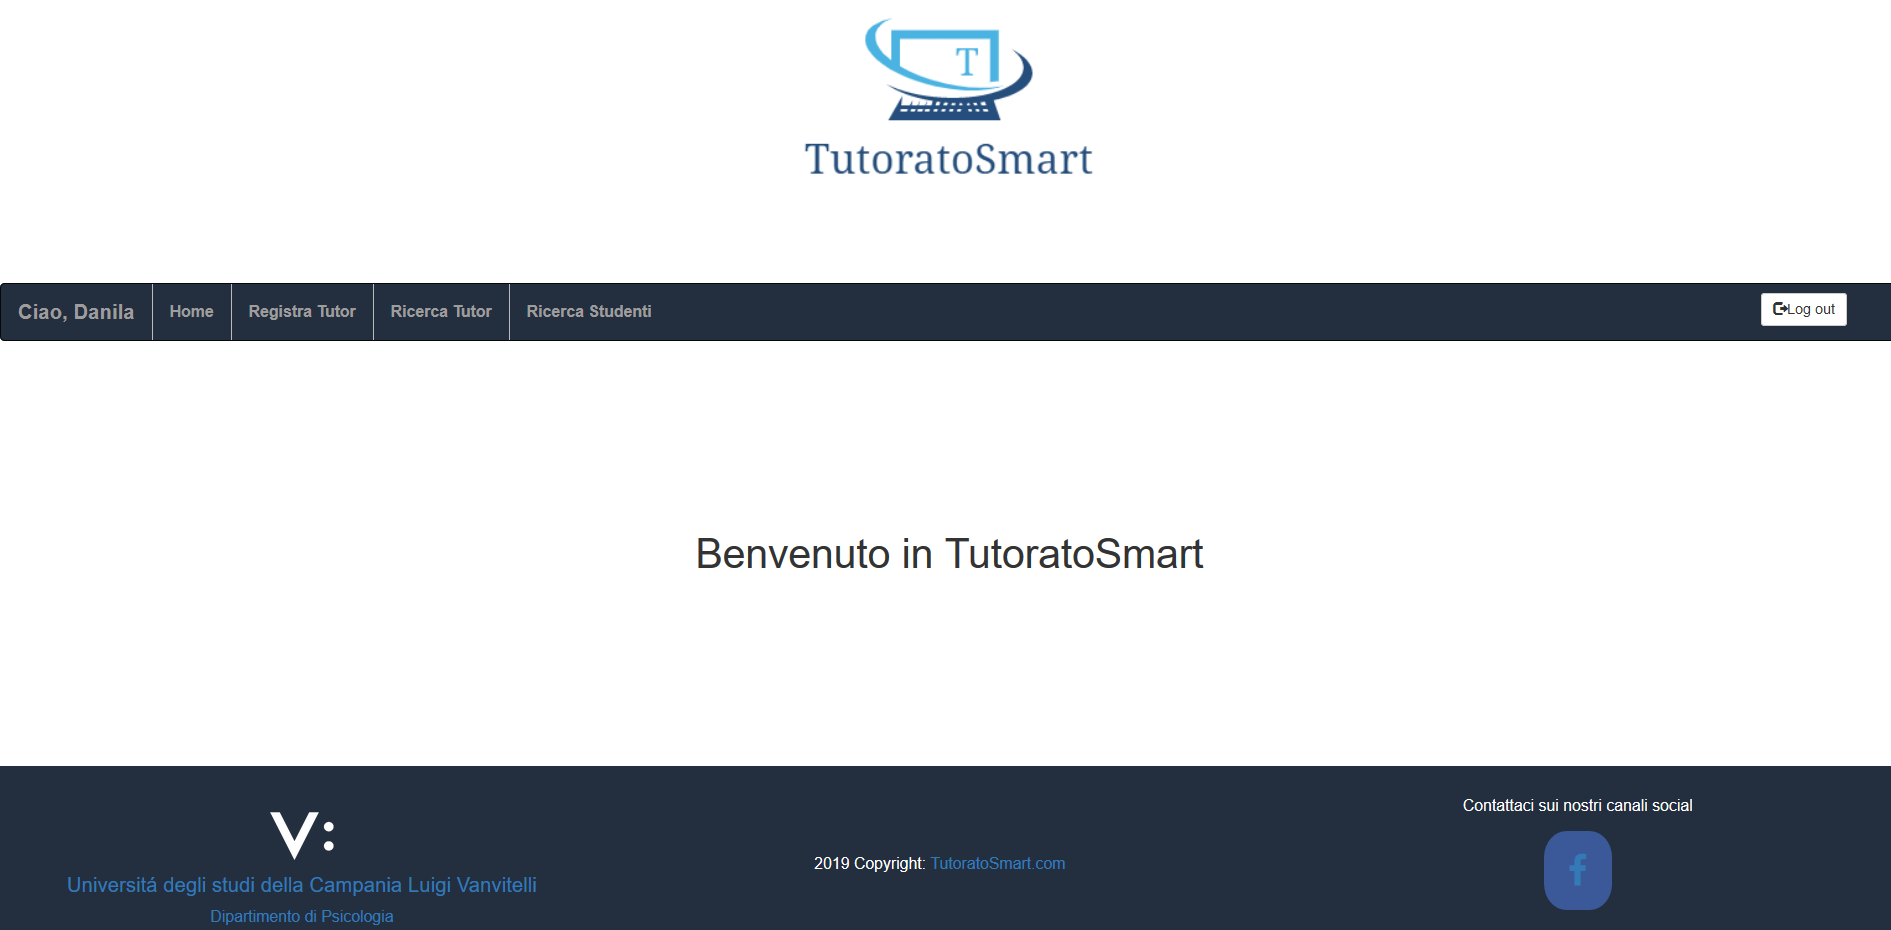 T
TutoratoSmart
Ciao, Danila
Home
Registra Tutor
Ricerca Tutor
Ricerca Studenti
Log out
Benvenuto in TutoratoSmart
V:
Universitá degli studi della Campania Luigi Vanvitelli
Dipartimento di Psicologia
2019 Copyright: TutoratoSmart.com
Contattaci sui nostri canali social
f